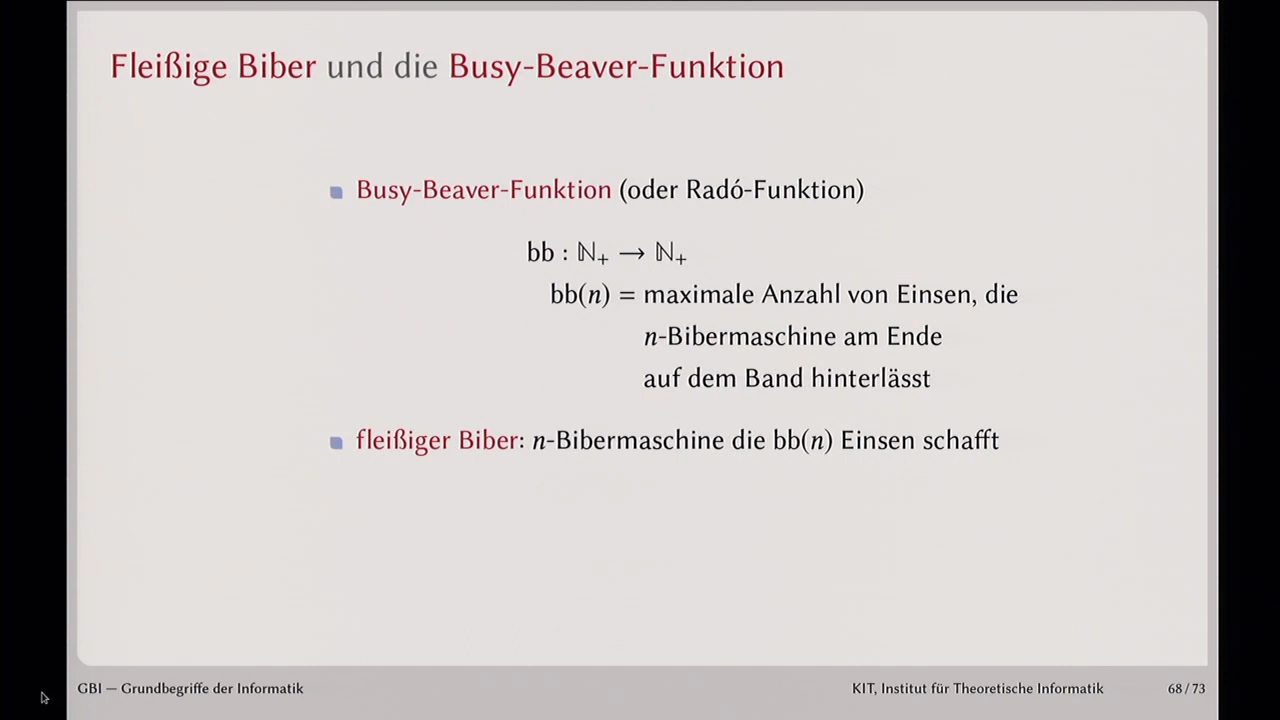 Fleißige Biber und die Busy-Beaver-Funktion
Busy-Beaver-Funktion (oder Radó-Funktion)
bb : ℕ₊ → ℕ₊
bb(n) = maximale Anzahl von Einsen, die
n-Bibermaschine am Ende
auf dem Band hinterlässt
fleißiger Biber: n-Bibermaschine die bb(n) Einsen schafft
GBI — Grundbegriffe der Informatik
KIT, Institut für Theoretische Informatik
68 / 73